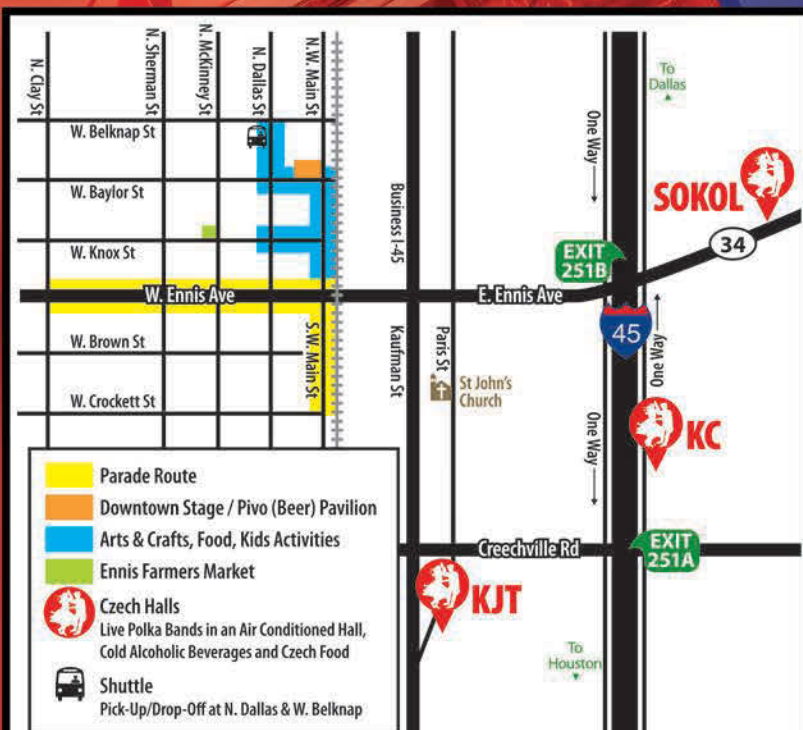 N. Clay St
N. Sherman St
N. McKinney St
N. Dallas St
N.W. Main St
W. Belknap St
W. Baylor St
W. Knox St
W. Ennis Ave
W. Brown St
W. Crockett St
S.W. Main St
Business I-45
Kaufman St
Paris St
St John's
Church
E. Ennis Ave
To
Dallas
One Way
SOKOL
34
EXIT
251B
45
One Way
One Way
KC
Creechville Rd
EXIT
251A
KJT
To
Houston
Parade Route
Downtown Stage / Pivo (Beer) Pavilion
Arts & Crafts, Food, Kids Activities
Ennis Farmers Market
Czech Halls
Live Polka Bands in an Air Conditioned Hall,
Cold Alcoholic Beverages and Czech Food
Shuttle
Pick-Up/Drop-Off at N. Dallas & W. Belknap